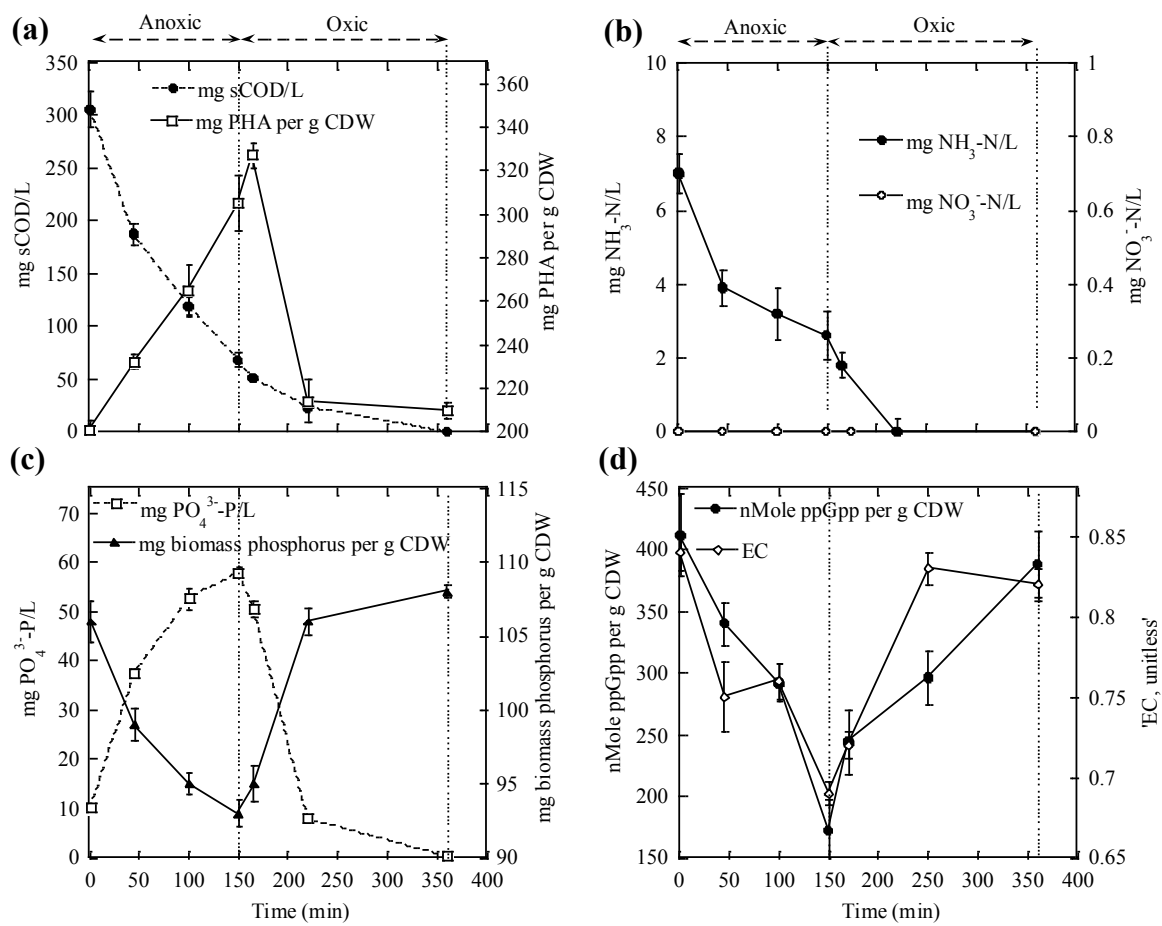 (a)
Anoxic Oxic
350 370
mg sCOD/L
mg PHA per g CDW
300 360
250 340
200 320
150 300
100 280
50 260
0 240
220
200
mg sCOD/L
mg PHA per g CDW
(b)
Anoxic Oxic
10 1
8 0.8
6 0.6
4 0.4
2 0.2
0 0
mg NH3-N/L
mg NO3⁻-N/L
mg NH3-N/L
mg NO3⁻-N/L
(c)
mg PO4³⁻-P/L
mg biomass phosphorus per g CDW
70 115
60 110
50 105
40 100
30 95
20 90
10
0
mg PO4³⁻-P/L
mg biomass phosphorus per g CDW
0 50 100 150 200 250 300 350 400
Time (min)
(d)
nMole ppGpp per g CDW
EC
450
400 0.85
350 0.8
300 0.75
250 0.7
200 0.65
150
nMole ppGpp per g CDW
'EC, unitless'
0 50 100 150 200 250 300 350 400
Time (min)